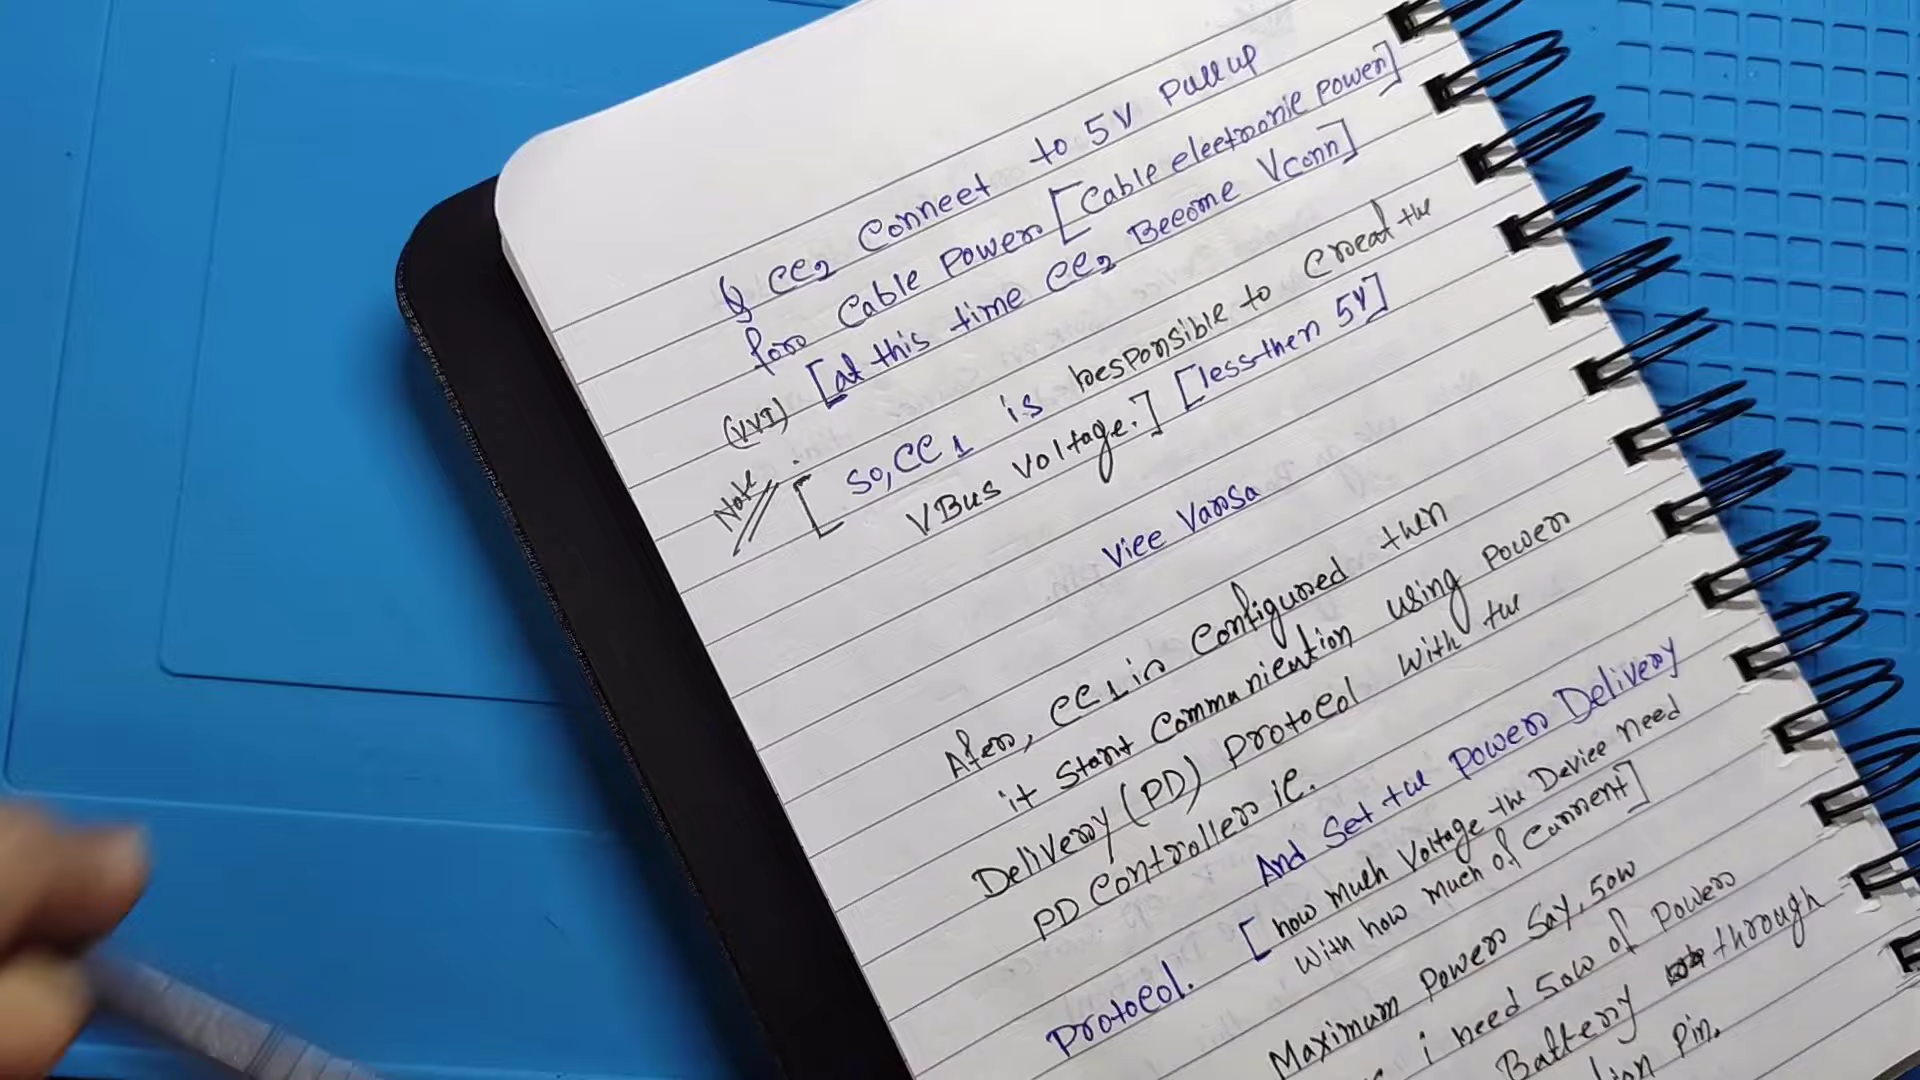 & CC2 Connect to 5V Pull up
for Cable Power [Cable electronic power]
(VVI) [at this time CC2 Become Vconn]
Note [So, CC1 is responsible to creat the
VBus Voltage.] [less then 5V]
Vice Varsa
After, CC1 is Configured then
it Start Communication using Power
Delivery (PD) Protocol with the
PD Controller ic.
And Set the Power Delivery
Protocol. [how much Voltage the Device need
With how much of Current]
Maximum Power Say, 50W
i need 50W of Power
Battery through
Pin.